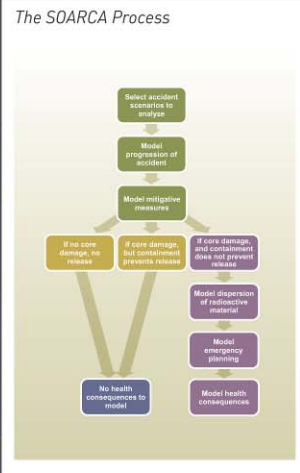 The SOARCA Process
Select accident
scenarios to
analyze
Model
progression of
accident
Model mitigative
measures
If no core
damage, no
release
If core damage,
but containment
prevents release
If core damage,
and containment
does not prevent
release
Model dispersion
of radioactive
material
Model
emergency
planning
No health
consequences to
model
Model health
consequences